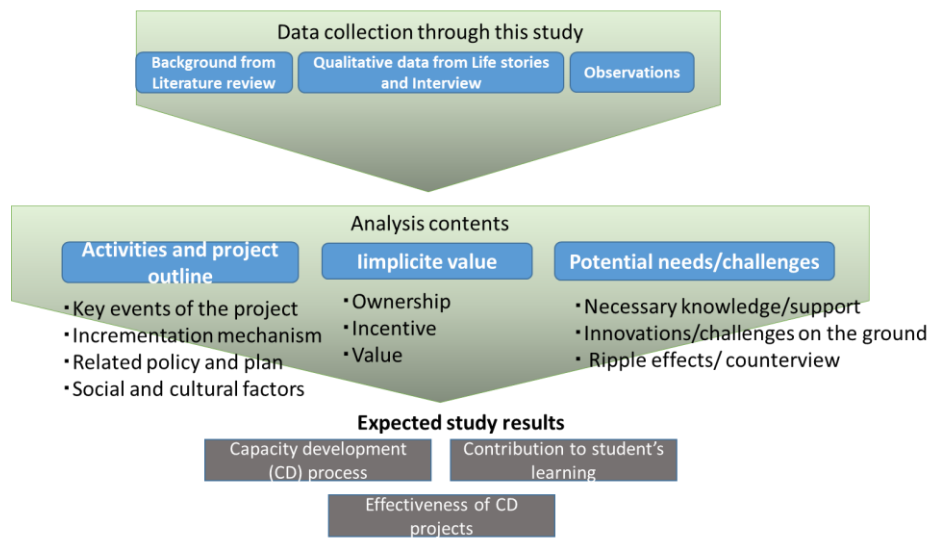 Data collection through this study
Background from
Literature review
Qualitative data from Life stories
and Interview
Observations
Analysis contents
Activities and project
outline
Iimplicite value
Potential needs/challenges
・Key events of the project
・Incrementation mechanism
・Related policy and plan
・Social and cultural factors
・Ownership
・Incentive
・Value
・Necessary knowledge/support
・Innovations/challenges on the ground
・Ripple effects/ counterview
Expected study results
Capacity development
(CD) process
Contribution to student’s
learning
Effectiveness of CD
projects